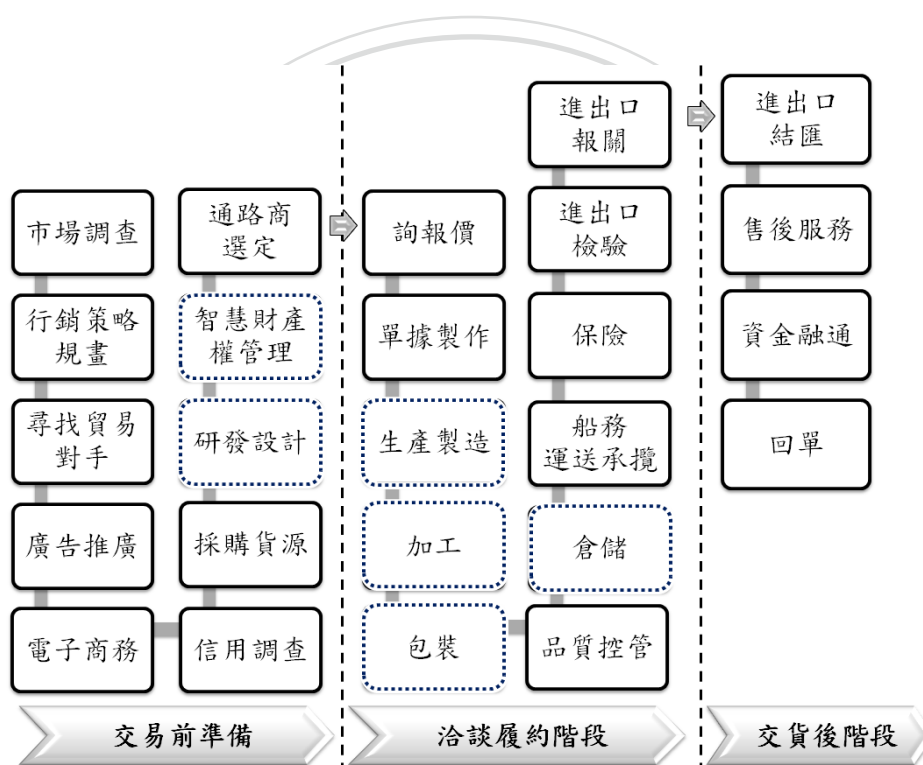 市場調查
行銷策略
規畫
尋找貿易
對手
廣告推廣
電子商務
信用調查
採購貨源
研發設計
智慧財產
權管理
通路商
選定
詢報價
單據製作
生產製造
加工
包裝
品質控管
倉儲
船務
運送承攬
保險
進出口
檢驗
進出口
報關
進出口
結匯
售後服務
資金融通
回單
交易前準備
洽談履約階段
交貨後階段